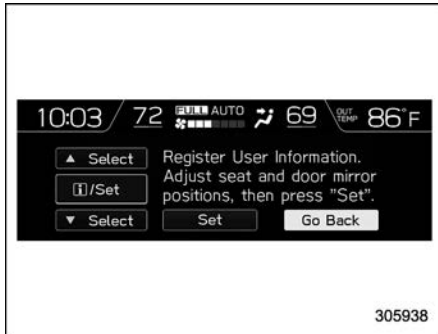 10:03 72 FULL AUTO 69 OUT TEMP 86°F
▲ Select
i/Set
▼ Select
Register User Information.
Adjust seat and door mirror
positions, then press "Set".
Set Go Back
305938